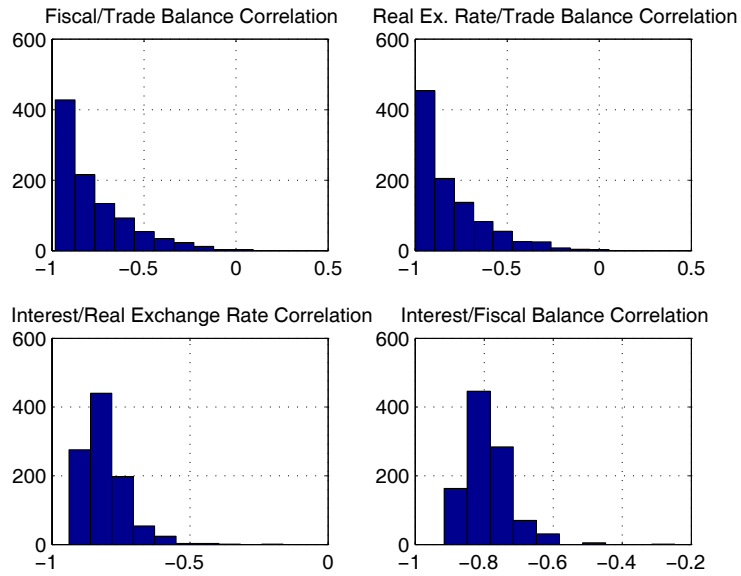 Fiscal/Trade Balance Correlation
600
400
200
0
−1 −0.5 0 0.5
Real Ex. Rate/Trade Balance Correlation
600
400
200
0
−1 −0.5 0 0.5
Interest/Real Exchange Rate Correlation
600
400
200
0
−1 −0.5 0
Interest/Fiscal Balance Correlation
600
400
200
0
−1 −0.8 −0.6 −0.4 −0.2